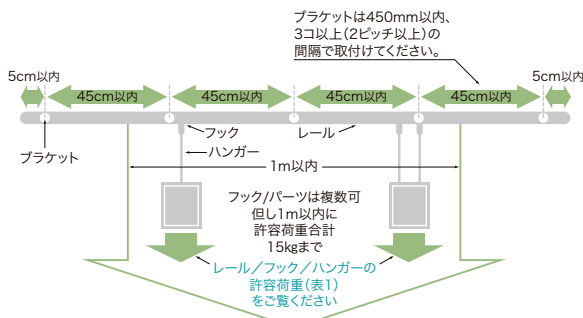 ブラケットは450mm以内、
3コ以上(2ピッチ以上)の
間隔で取付けてください。
5cm以内
45cm以内
45cm以内
45cm以内
45cm以内
5cm以内
ブラケット
フック
レール
ハンガー
1m以内
フック/パーツは複数可
但し1m以内に
許容荷重合計
15kgまで
レール/フック/ハンガーの
許容荷重(表1)
をご覧ください